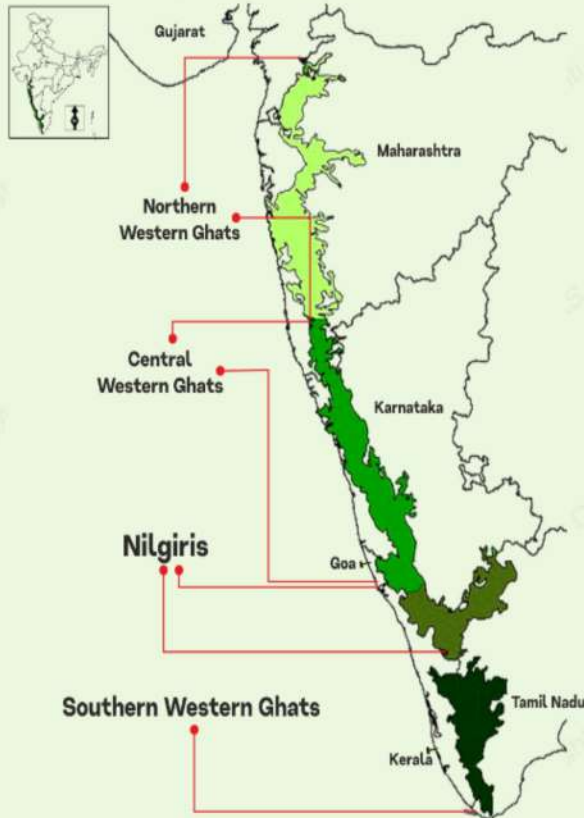 Gujarat
Maharashtra
Northern
Western Ghats
Central
Western Ghats
Karnataka
Nilgiris
Goa
Southern Western Ghats
Tamil Nadu
Kerala